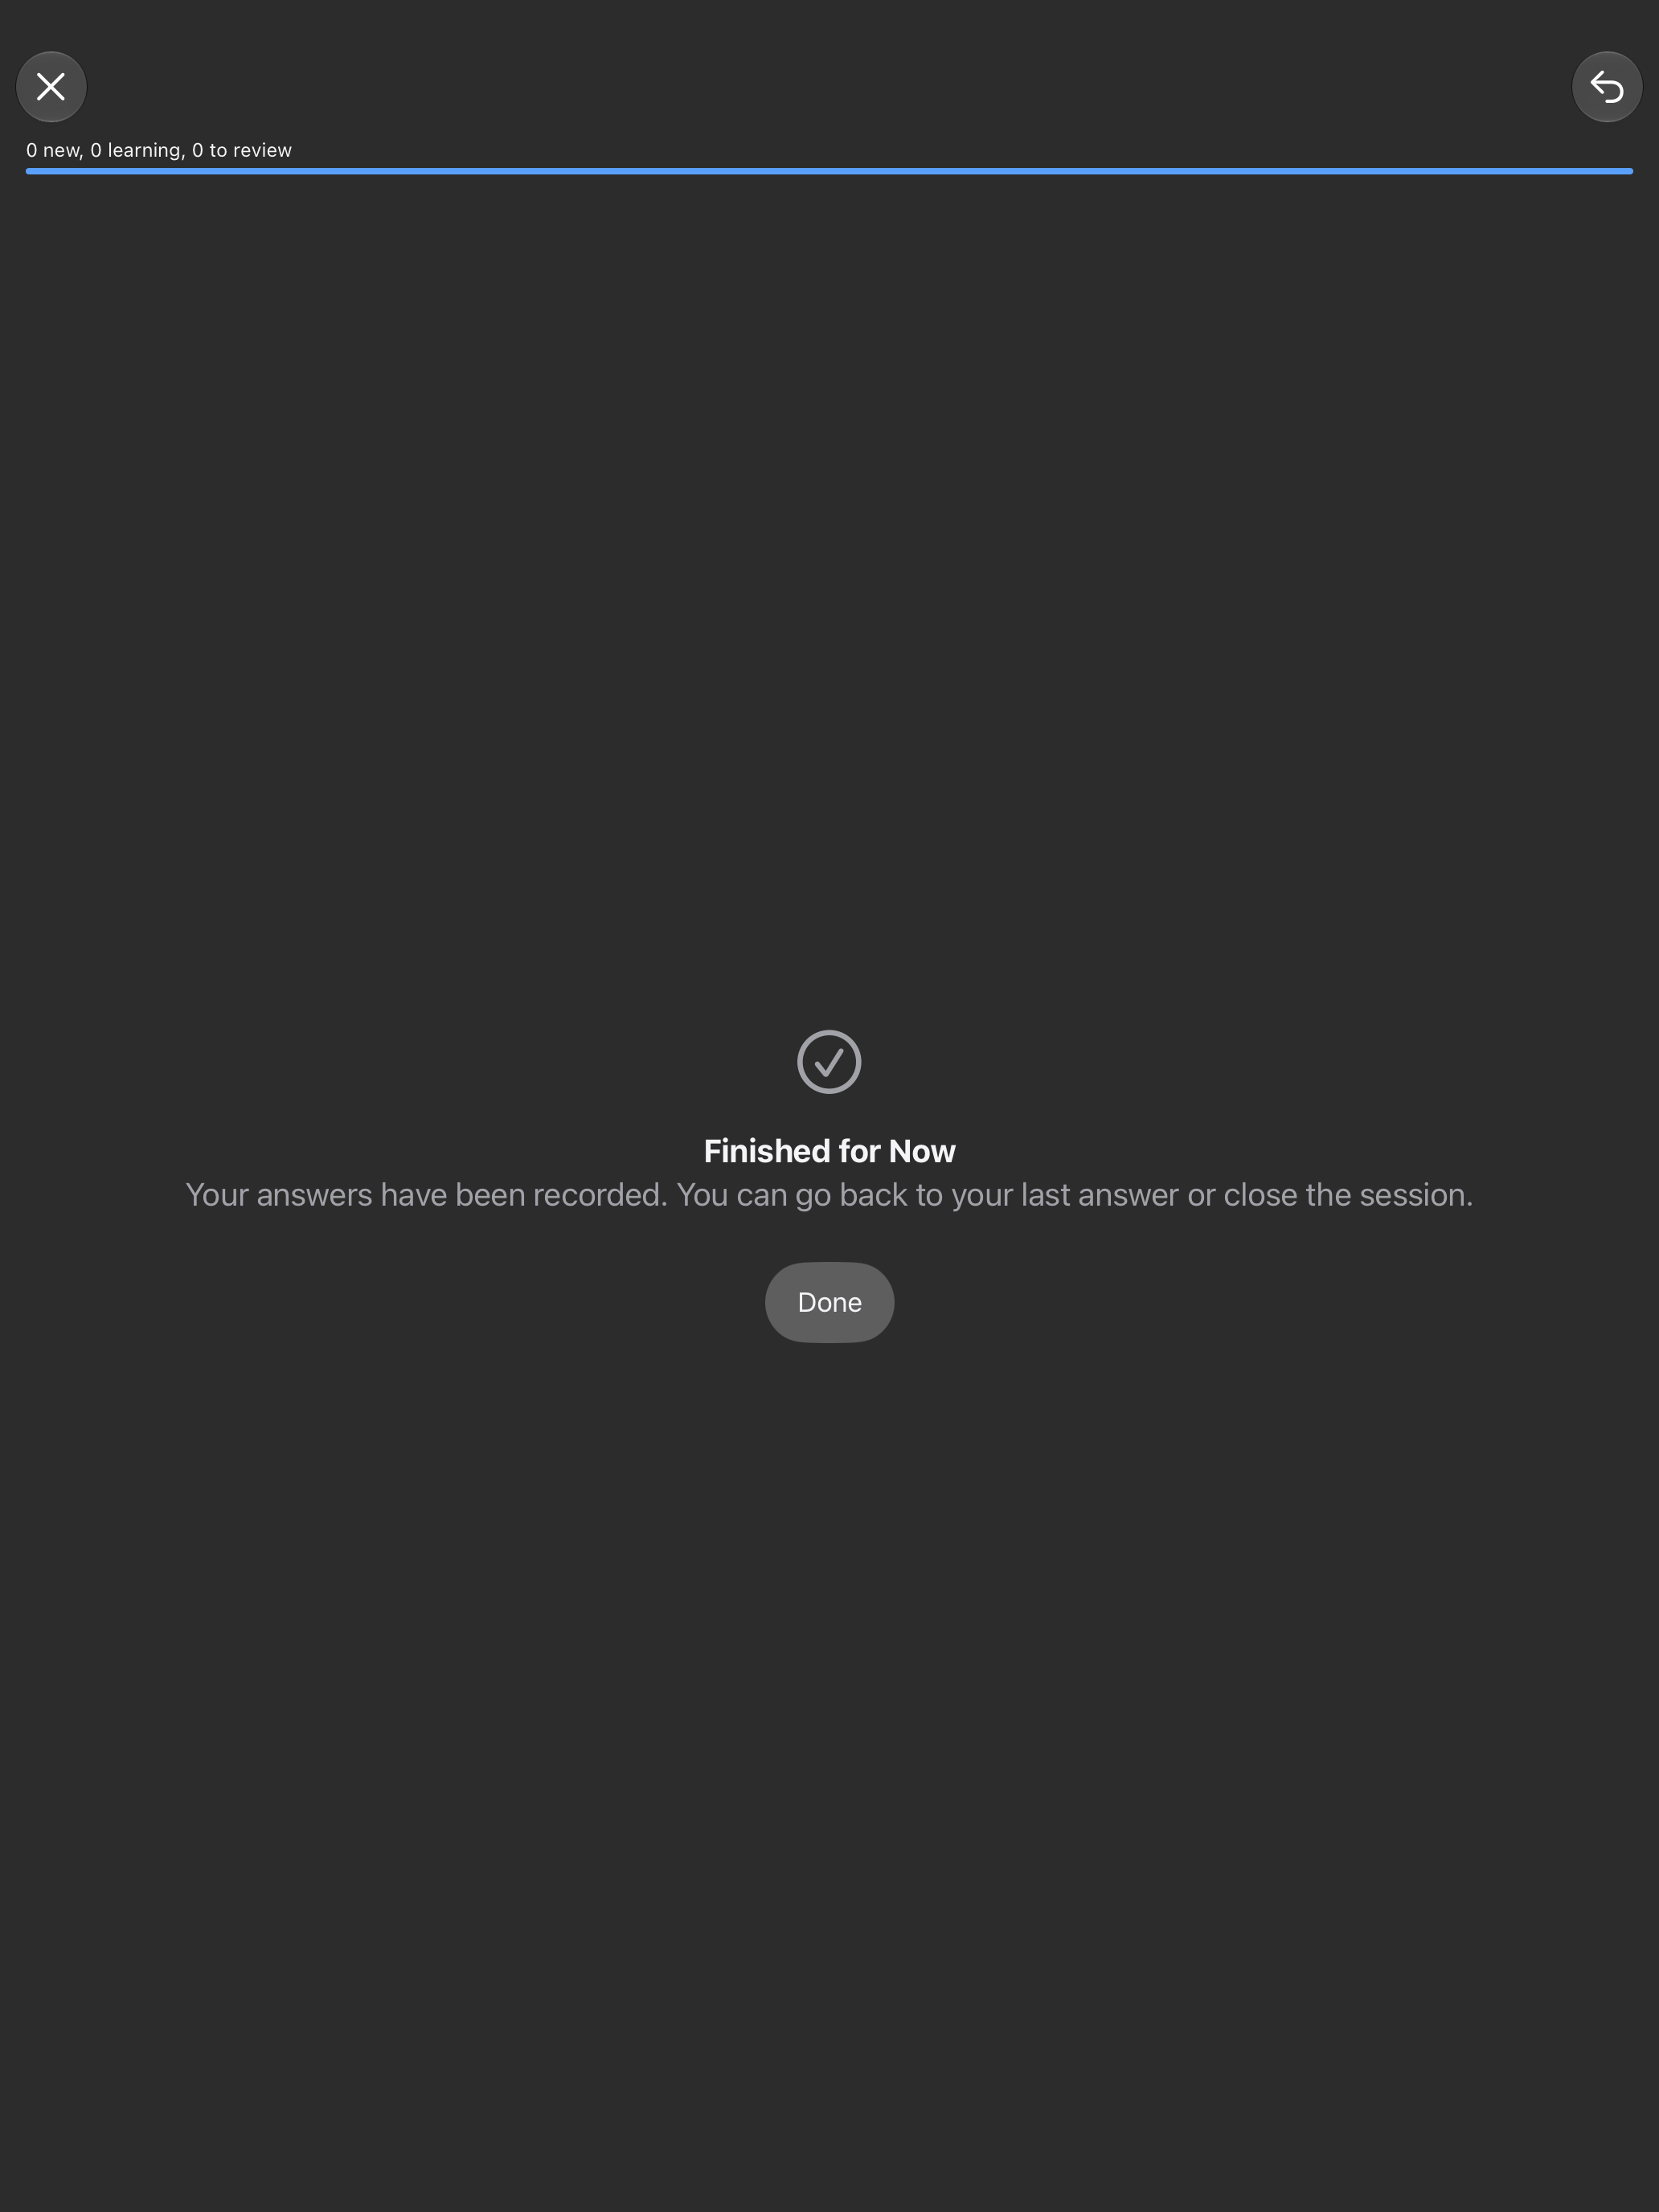 0 new, 0 learning, 0 to review
Finished for Now
Your answers have been recorded. You can go back to your last answer or close the session.
Done